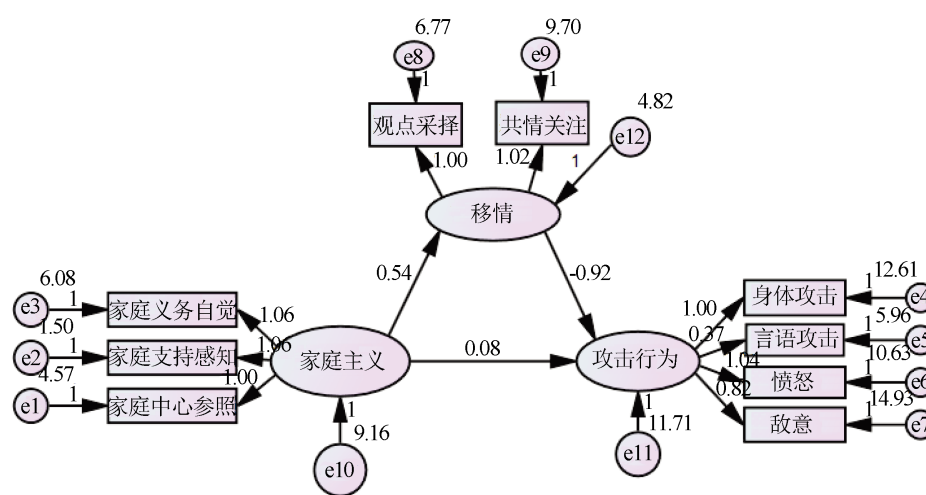 6.77
9.70
e8
e9
1
1
4.82
观点采择
共情关注
e12
1.00
1.02
1
移情
0.54
-0.92
6.08
e3
1
家庭义务自觉
1.06
1.50
e2
1
家庭支持感知
1.06
4.57
e1
1
家庭中心参照
1.00
家庭主义
0.08
攻击行为
1.00
身体攻击
1
12.61
e4
0.37
言语攻击
1
5.96
e5
1.04
愤怒
1
10.63
e6
0.82
敌意
1
14.93
e7
1
9.16
e10
1
11.71
e11